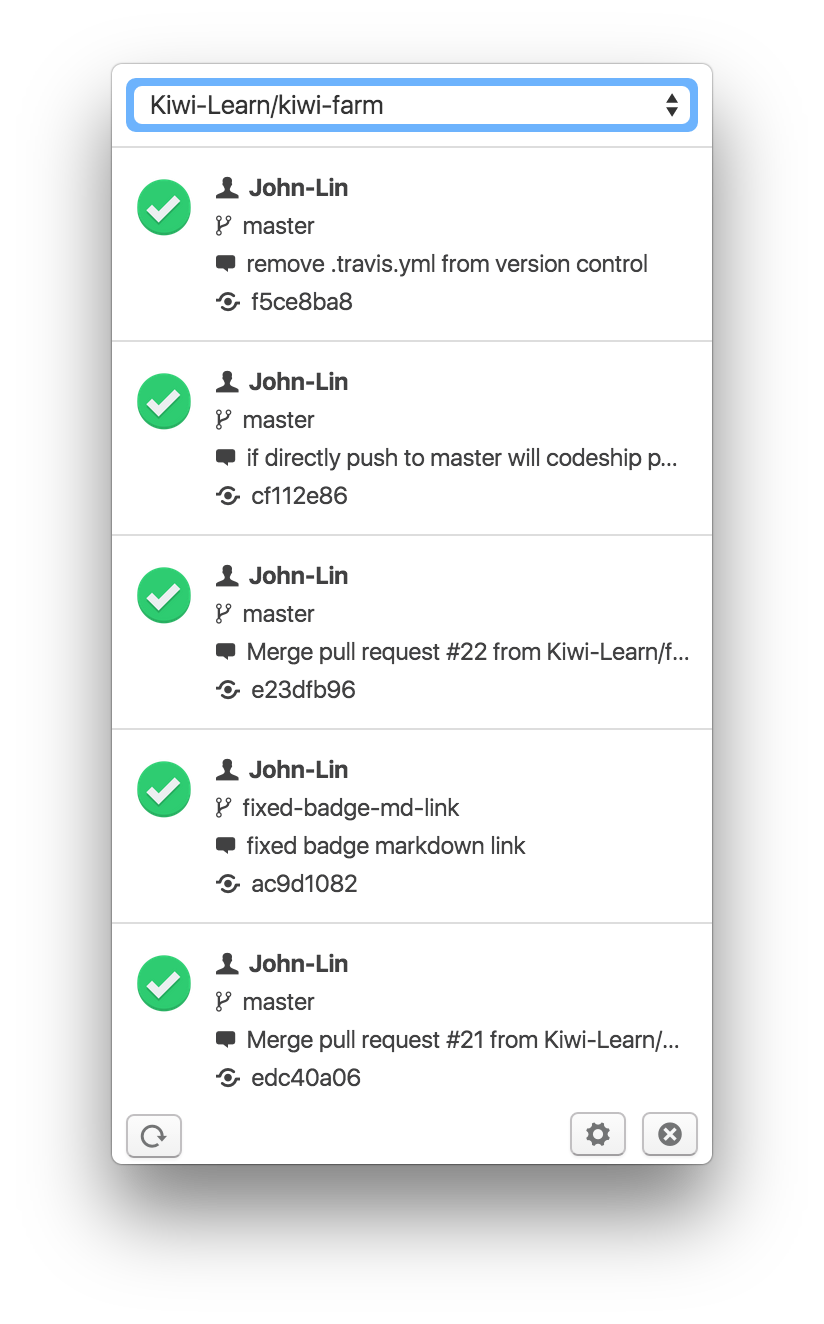 Kiwi-Learn/kiwi-farm
John-Lin
master
remove .travis.yml from version control
f5ce8ba8
John-Lin
master
if directly push to master will codeship p...
cf112e86
John-Lin
master
Merge pull request #22 from Kiwi-Learn/f...
e23dfb96
John-Lin
fixed-badge-md-link
fixed badge markdown link
ac9d1082
John-Lin
master
Merge pull request #21 from Kiwi-Learn/...
edc40a06